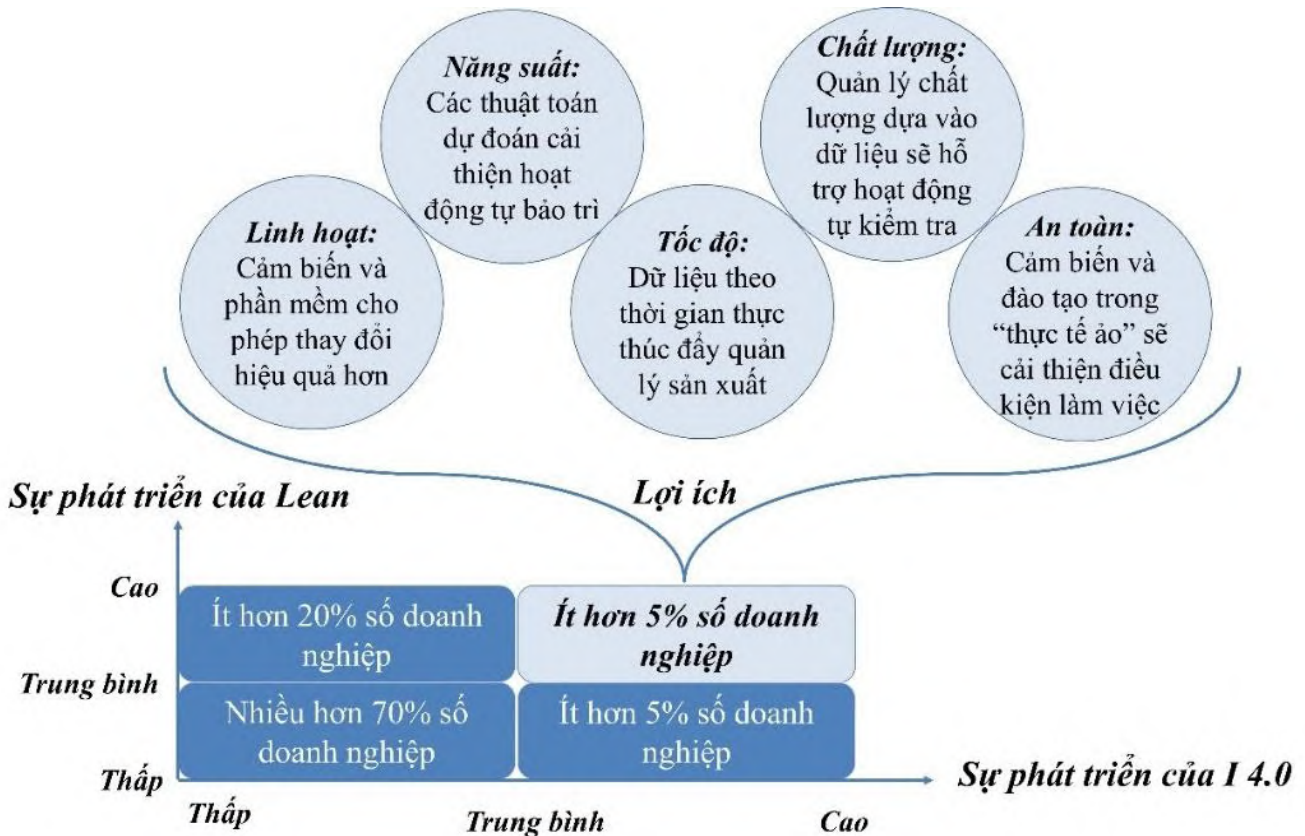 Linh hoạt:
Cảm biến và
phần mềm cho
phép thay đổi
hiệu quả hơn
Năng suất:
Các thuật toán
dự đoán cải
thiện hoạt
động tự bảo trì
Tốc độ:
Dữ liệu theo
thời gian thực
thúc đẩy quản
lý sản xuất
Chất lượng:
Quản lý chất
lượng dựa vào
dữ liệu sẽ hỗ
trợ hoạt động
tự kiểm tra
An toàn:
Cảm biến và
đào tạo trong
“thực tế ảo” sẽ
cải thiện điều
kiện làm việc
Lợi ích
Sự phát triển của Lean
Cao
Trung bình
Thấp
Ít hơn 20% số doanh
nghiệp
Ít hơn 5% số doanh
nghiệp
Nhiều hơn 70% số
doanh nghiệp
Ít hơn 5% số doanh
nghiệp
Thấp
Trung bình
Cao
Sự phát triển của I 4.0